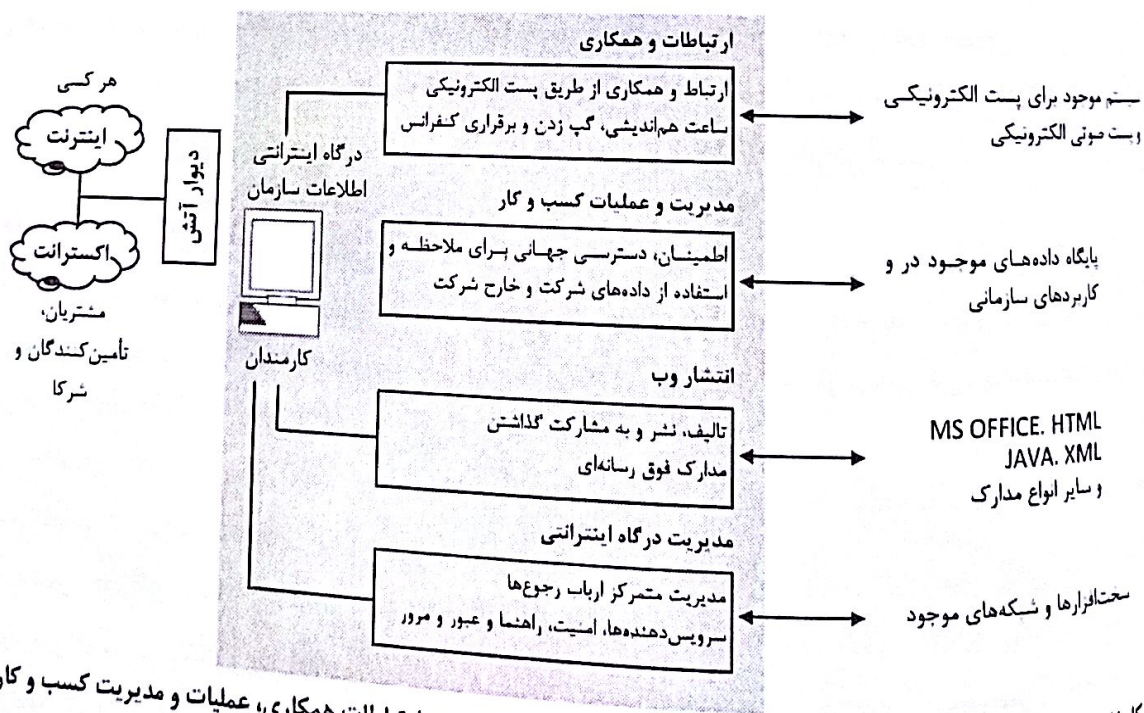 ارتباطات و همکاری
ارتباط و همکاری از طریق پست الکترونیکی
ساعت هم‌اندیشی، گپ زدن و برقراری کنفرانس
سیستم موجود برای پست الکترونیکی
و پست صوتی الکترونیکی
هر کسی
اینترنت
دیوار آتش
اکسترانت
مشتریان،
تأمین‌کنندگان و
شرکا
درگاه اینترانتی
اطلاعات سازمان
کارمندان
مدیریت و عملیات کسب و کار
اطمینان، دسترسی جهانی برای ملاحظه و
استفاده از داده‌های شرکت و خارج شرکت
پایگاه داده‌های موجود در و
کاربردهای سازمانی
انتشار وب
تالیف، نشر و به مشارکت گذاشتن
مدارک فوق رسانه‌ای
MS OFFICE. HTML
JAVA. XML
و سایر انواع مدارک
مدیریت درگاه اینترانتی
مدیریت متمرکز ارباب رجوع‌ها
سرویس‌دهنده‌ها، امنیت، راهنما و عبور و مرور
سخت‌افزارها و شبکه‌های موجود
همکاری، عملیات و مدیریت کسب و کار